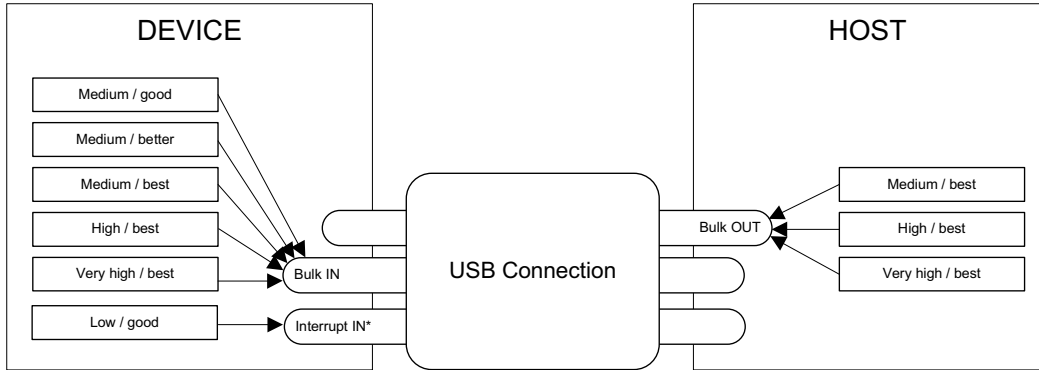 DEVICE
HOST
Medium / good
Medium / better
Medium / best
High / best
Very high / best
Low / good
Bulk IN
Interrupt IN*
USB Connection
Bulk OUT
Medium / best
High / best
Very high / best